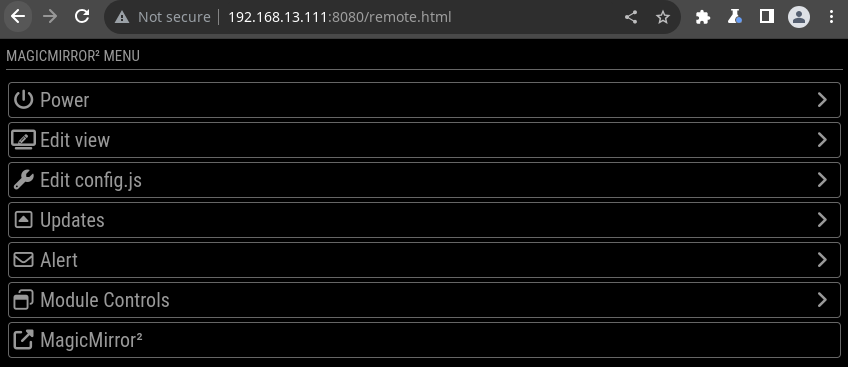 Not secure | 192.168.13.111:8080/remote.html
MAGICMIRROR² MENU
Power
Edit view
Edit config.js
Updates
Alert
Module Controls
MagicMirror²